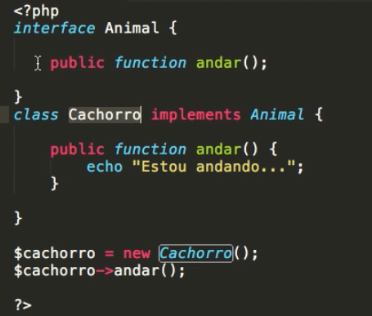 <?php
interface Animal {
public function andar();
}
class Cachorro implements Animal {
public function andar() {
echo "Estou andando...";
}
}
$cachorro = new Cachorro();
$cachorro->andar();
?>